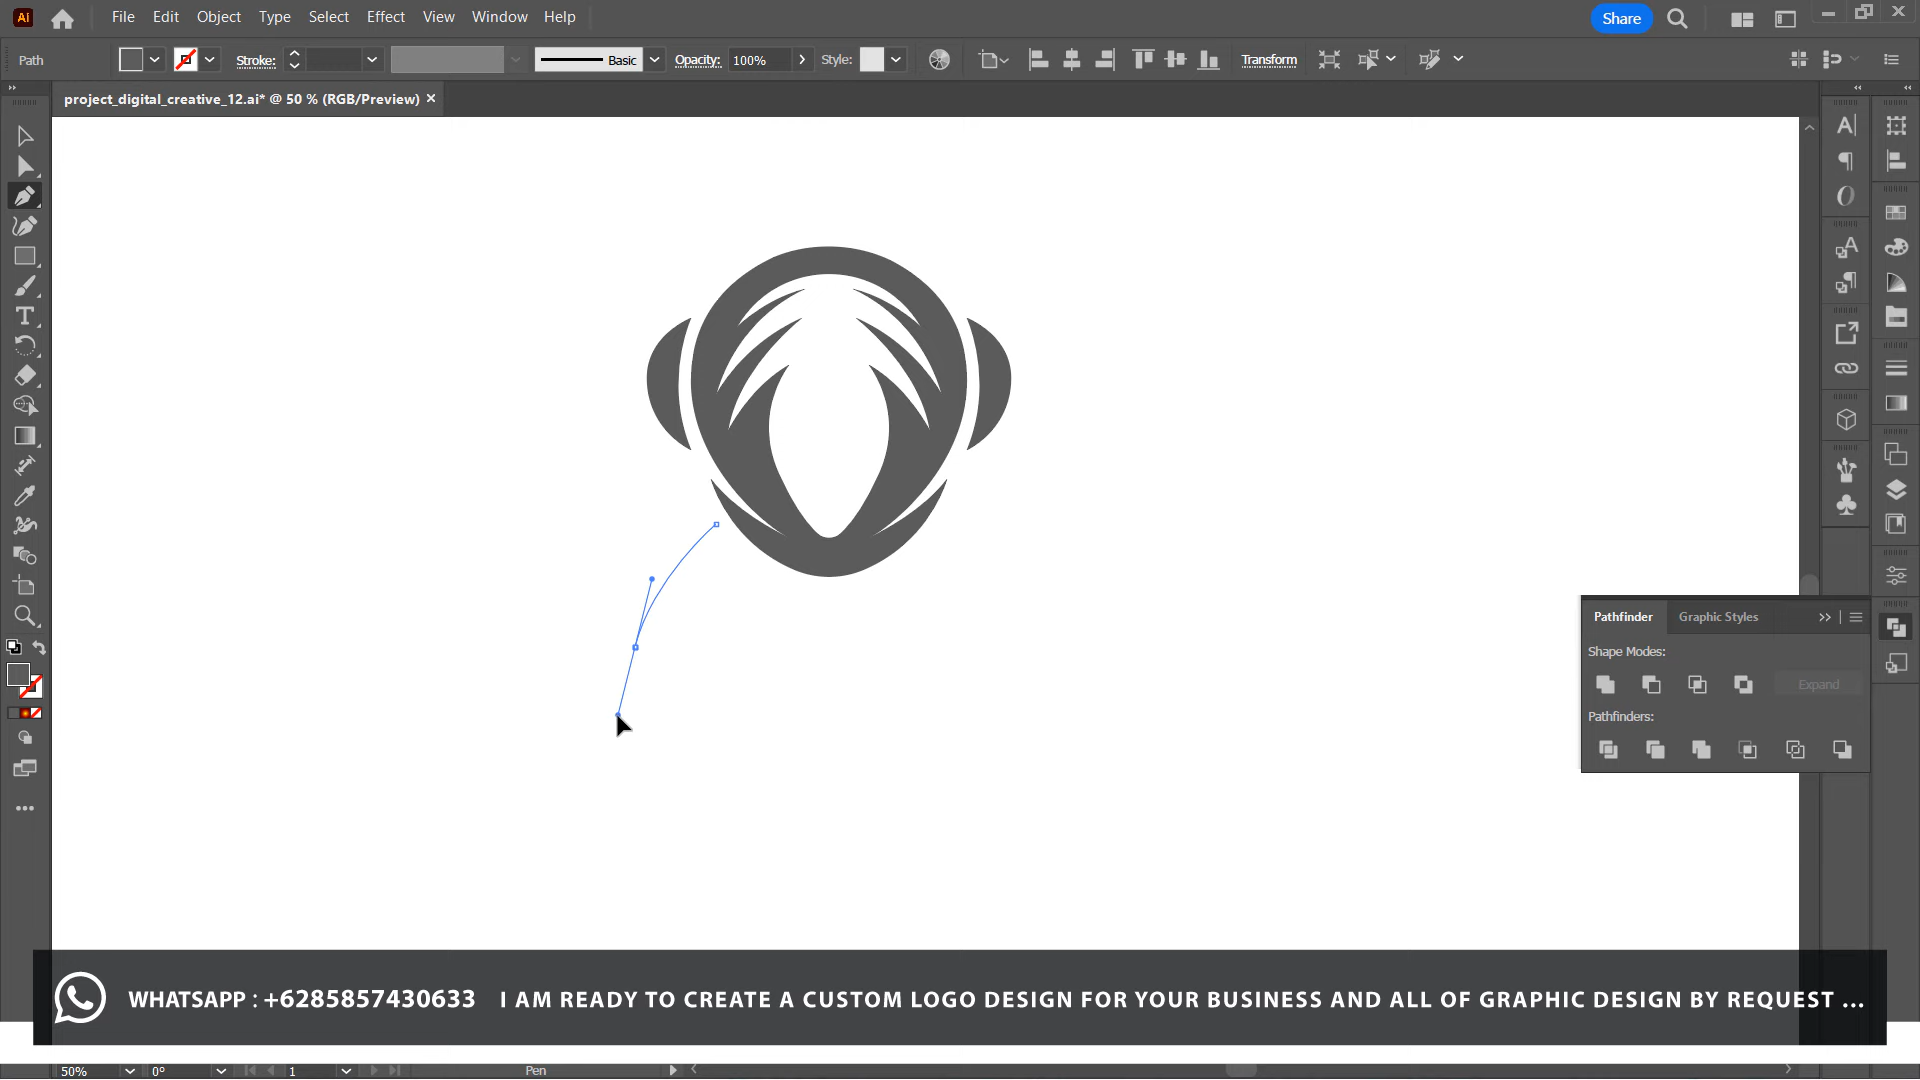 File Edit Object Type Select Effect View Window Help
Share
Path
Stroke:
Basic
Opacity: 100%
Style:
Transform
project_digital_creative_12.ai* @ 50 % (RGB/Preview)
Pathfinder Graphic Styles
Shape Modes:
Expand
Pathfinders:
WHATSAPP : +6285857430633 I AM READY TO CREATE A CUSTOM LOGO DESIGN FOR YOUR BUSINESS AND ALL OF GRAPHIC DESIGN BY REQUEST ...
50% 0° 1 Pen